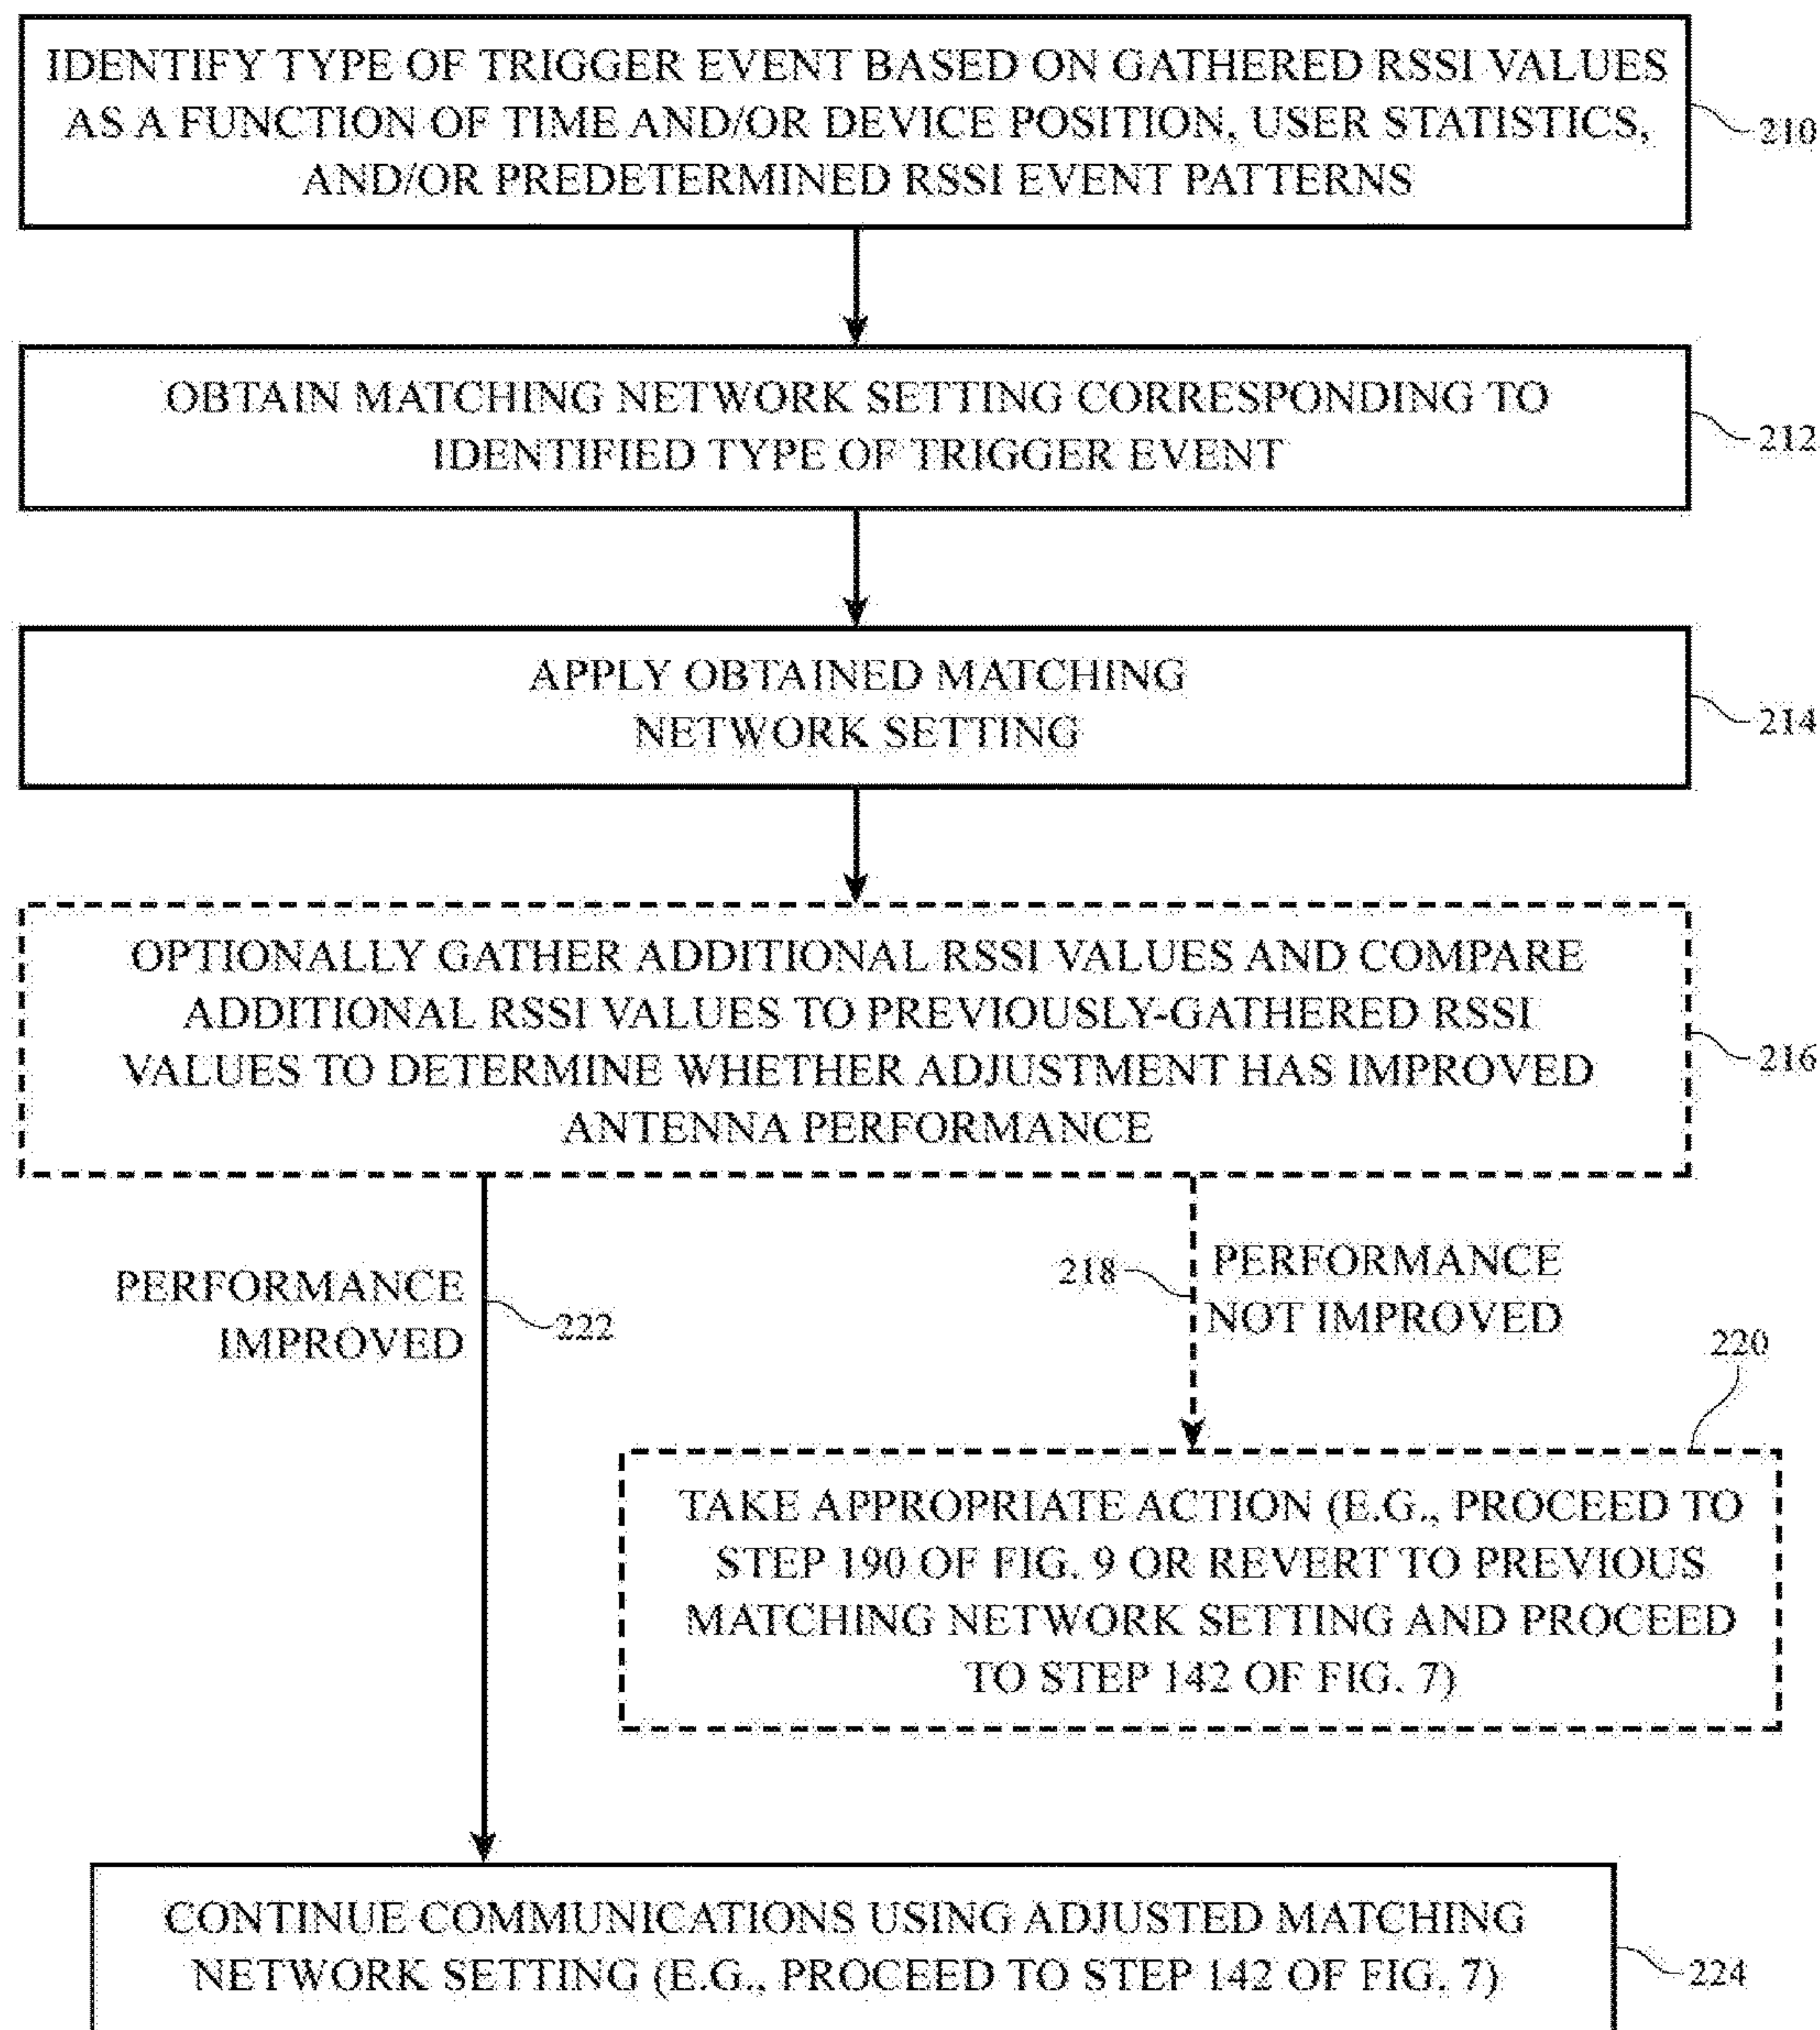 IDENTIFY TYPE OF TRIGGER EVENT BASED ON GATHERED RSSI VALUES
AS A FUNCTION OF TIME AND/OR DEVICE POSITION, USER STATISTICS,
AND/OR PREDETERMINED RSSI EVENT PATTERNS
210
OBTAIN MATCHING NETWORK SETTING CORRESPONDING TO
IDENTIFIED TYPE OF TRIGGER EVENT
212
APPLY OBTAINED MATCHING
NETWORK SETTING
214
OPTIONALLY GATHER ADDITIONAL RSSI VALUES AND COMPARE
ADDITIONAL RSSI VALUES TO PREVIOUSLY-GATHERED RSSI
VALUES TO DETERMINE WHETHER ADJUSTMENT HAS IMPROVED
ANTENNA PERFORMANCE
216
PERFORMANCE
IMPROVED
222
218
PERFORMANCE
NOT IMPROVED
220
TAKE APPROPRIATE ACTION (E.G., PROCEED TO
STEP 190 OF FIG. 9 OR REVERT TO PREVIOUS
MATCHING NETWORK SETTING AND PROCEED
TO STEP 142 OF FIG. 7)
CONTINUE COMMUNICATIONS USING ADJUSTED MATCHING
NETWORK SETTING (E.G., PROCEED TO STEP 142 OF FIG. 7)
224